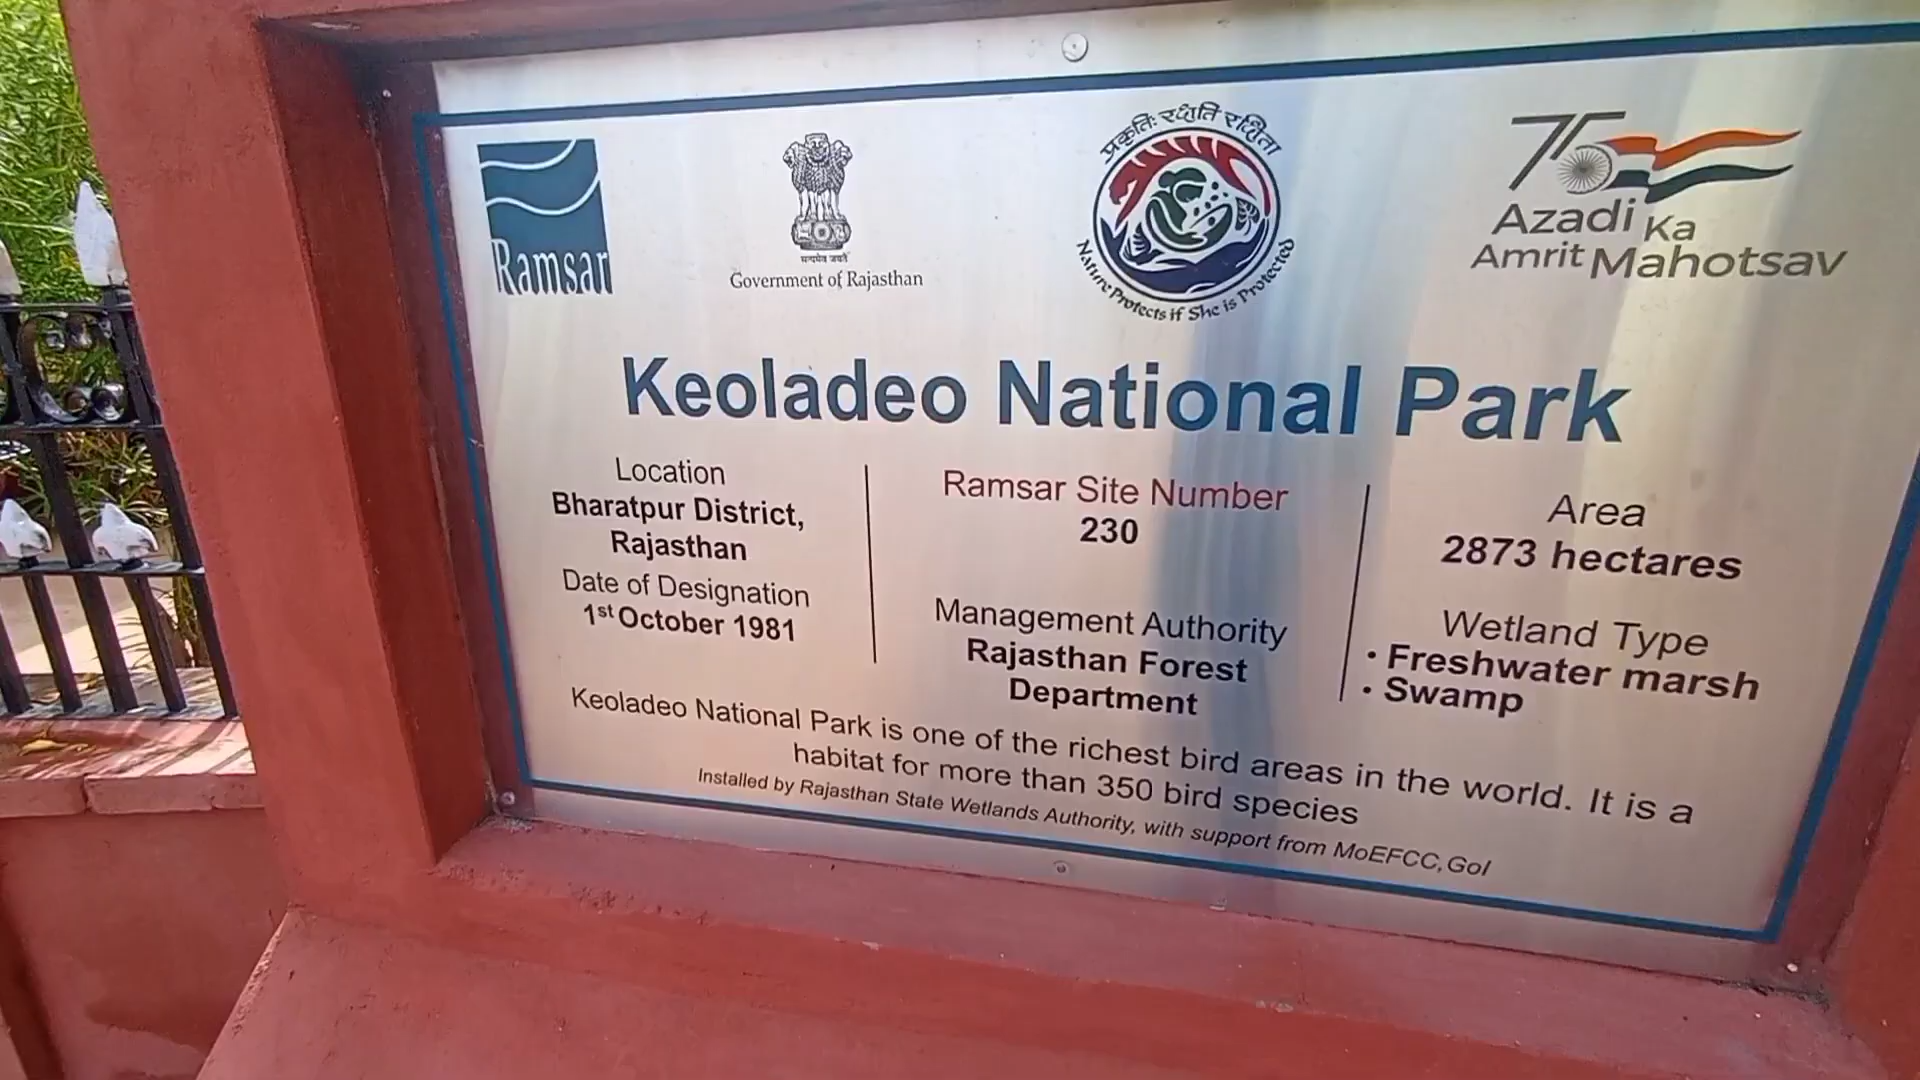 Ramsar
सत्यमेव जयते
Government of Rajasthan
प्रकृतिः रक्षति रक्षिता
Nature Protects if She is Protected
75
Azadi Ka
Amrit Mahotsav
Keoladeo National Park
Location
Bharatpur District,
Rajasthan
Date of Designation
1st October 1981
Ramsar Site Number
230
Management Authority
Rajasthan Forest
Department
Area
2873 hectares
Wetland Type
• Freshwater marsh
• Swamp
Keoladeo National Park is one of the richest bird areas in the world. It is a
habitat for more than 350 bird species
Installed by Rajasthan State Wetlands Authority, with support from MoEFCC,GoI